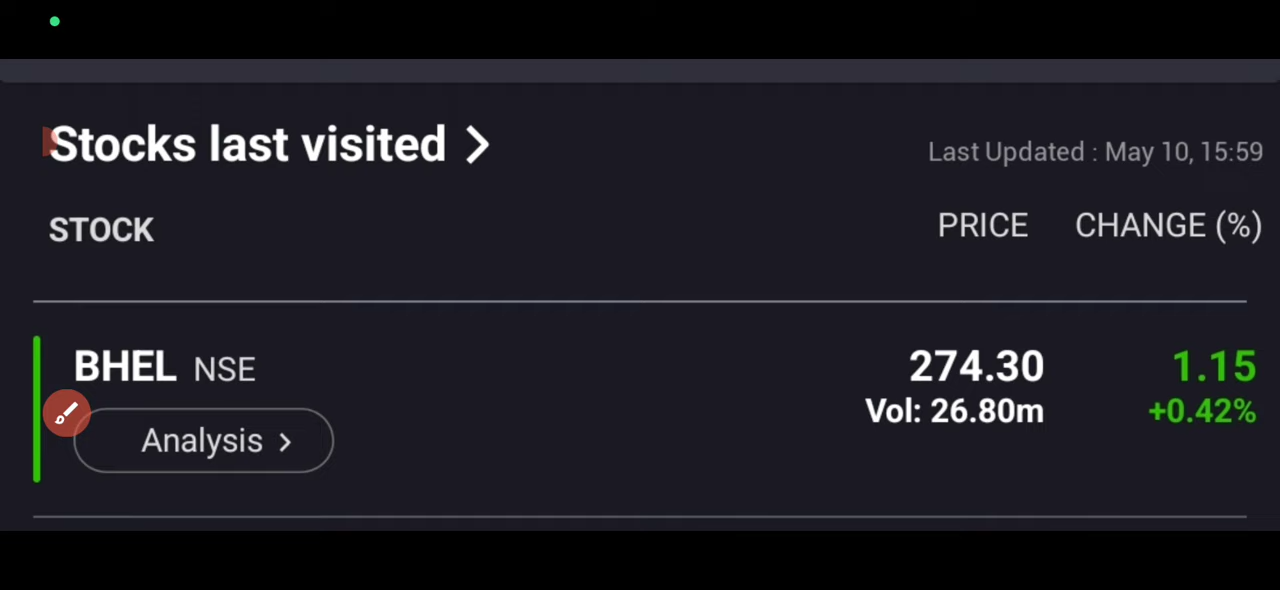 Stocks last visited
Last Updated : May 10, 15:59
STOCK PRICE CHANGE (%)
BHEL NSE 274.30 1.15
Vol: 26.80m +0.42%
Analysis